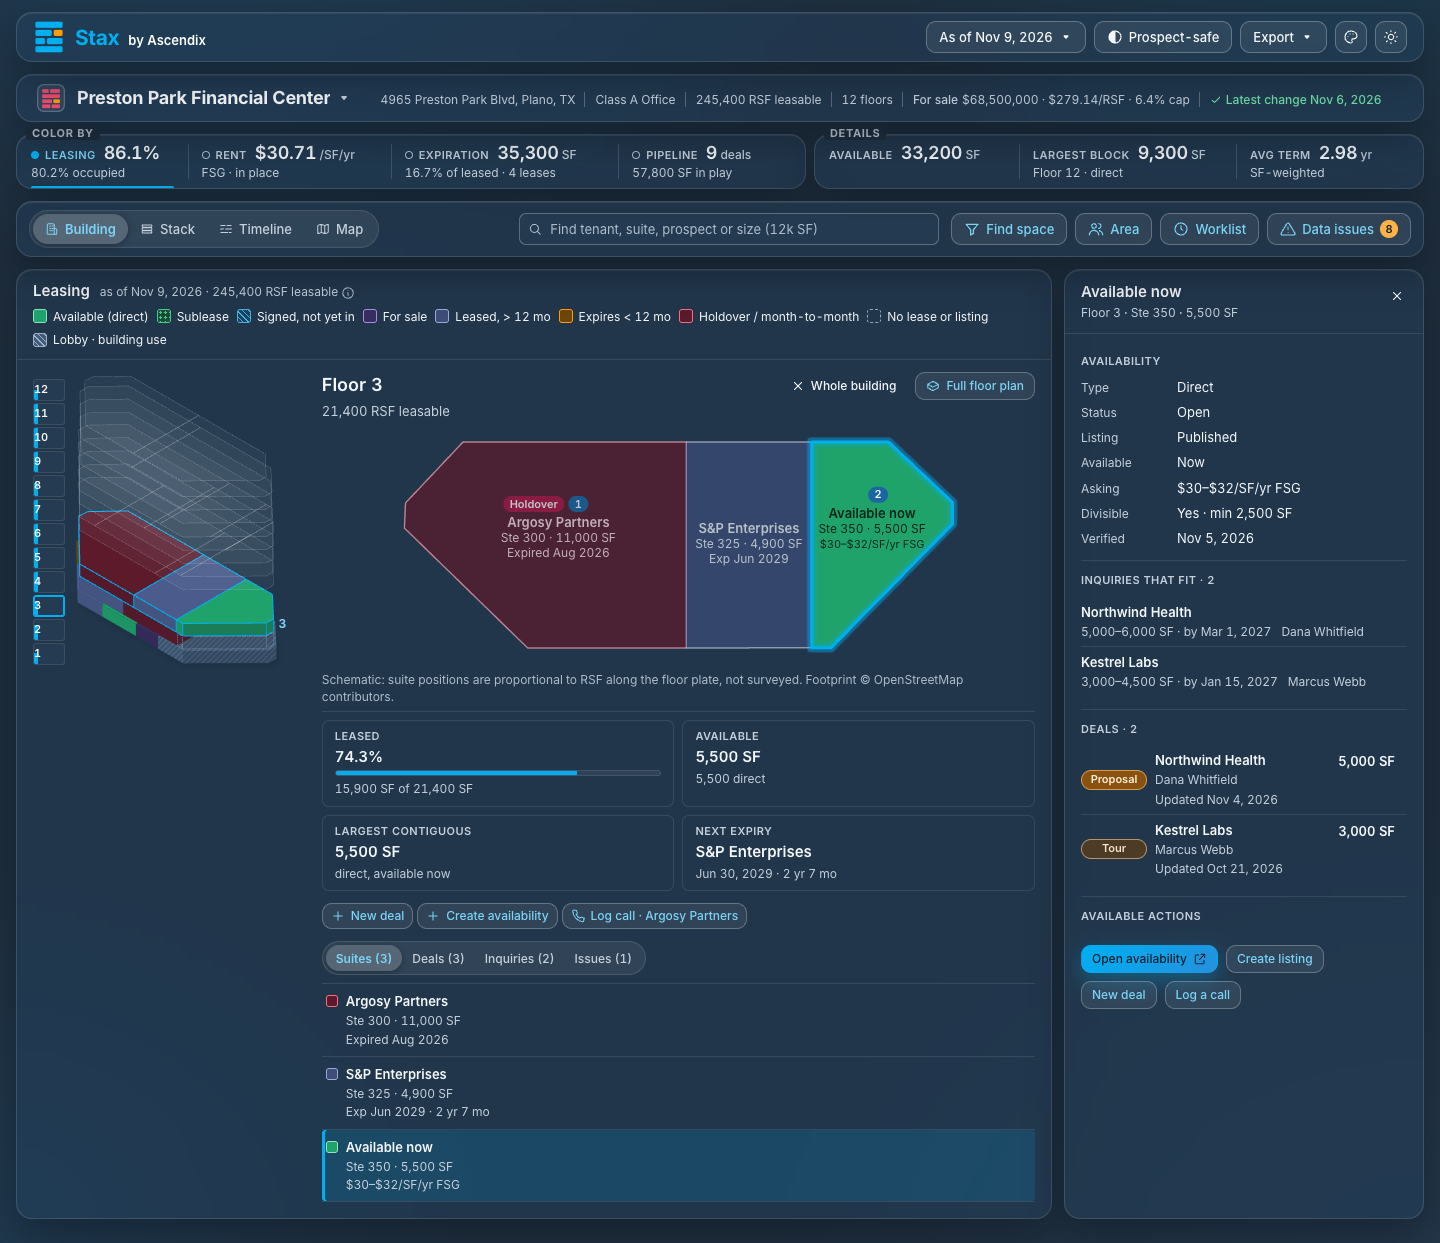 Stax by Ascendix
As of Nov 9, 2026
Prospect-safe
Export
Preston Park Financial Center
4965 Preston Park Blvd, Plano, TX
Class A Office
245,400 RSF leasable
12 floors
For sale $68,500,000 · $279.14/RSF · 6.4% cap
Latest change Nov 6, 2026
COLOR BY
LEASING 86.1%
80.2% occupied
RENT $30.71 /SF/yr
FSG · in place
EXPIRATION 35,300 SF
16.7% of leased · 4 leases
PIPELINE 9 deals
57,800 SF in play
DETAILS
AVAILABLE 33,200 SF
LARGEST BLOCK 9,300 SF
Floor 12 · direct
AVG TERM 2.98 yr
SF-weighted
Building
Stack
Timeline
Map
Find tenant, suite, prospect or size (12k SF)
Find space
Area
Worklist
Data issues 8
Leasing as of Nov 9, 2026 · 245,400 RSF leasable
Available (direct)
Sublease
Signed, not yet in
For sale
Leased, > 12 mo
Expires < 12 mo
Holdover / month-to-month
No lease or listing
Lobby · building use
12
11
10
9
8
7
6
5
4
3
2
1
3
Floor 3
Whole building
Full floor plan
21,400 RSF leasable
Holdover 1
Argosy Partners
Ste 300 · 11,000 SF
Expired Aug 2026
S&P Enterprises
Ste 325 · 4,900 SF
Exp Jun 2029
2
Available now
Ste 350 · 5,500 SF
$30–$32/SF/yr FSG
Schematic: suite positions are proportional to RSF along the floor plate, not surveyed. Footprint © OpenStreetMap
contributors.
LEASED
74.3%
15,900 SF of 21,400 SF
AVAILABLE
5,500 SF
5,500 direct
LARGEST CONTIGUOUS
5,500 SF
direct, available now
NEXT EXPIRY
S&P Enterprises
Jun 30, 2029 · 2 yr 7 mo
New deal
Create availability
Log call · Argosy Partners
Suites (3)
Deals (3)
Inquiries (2)
Issues (1)
Argosy Partners
Ste 300 · 11,000 SF
Expired Aug 2026
S&P Enterprises
Ste 325 · 4,900 SF
Exp Jun 2029 · 2 yr 7 mo
Available now
Ste 350 · 5,500 SF
$30–$32/SF/yr FSG
Available now
Floor 3 · Ste 350 · 5,500 SF
AVAILABILITY
Type Direct
Status Open
Listing Published
Available Now
Asking $30–$32/SF/yr FSG
Divisible Yes · min 2,500 SF
Verified Nov 5, 2026
INQUIRIES THAT FIT · 2
Northwind Health
5,000–6,000 SF · by Mar 1, 2027 Dana Whitfield
Kestrel Labs
3,000–4,500 SF · by Jan 15, 2027 Marcus Webb
DEALS · 2
Proposal
Northwind Health 5,000 SF
Dana Whitfield
Updated Nov 4, 2026
Tour
Kestrel Labs 3,000 SF
Marcus Webb
Updated Oct 21, 2026
AVAILABLE ACTIONS
Open availability
Create listing
New deal
Log a call